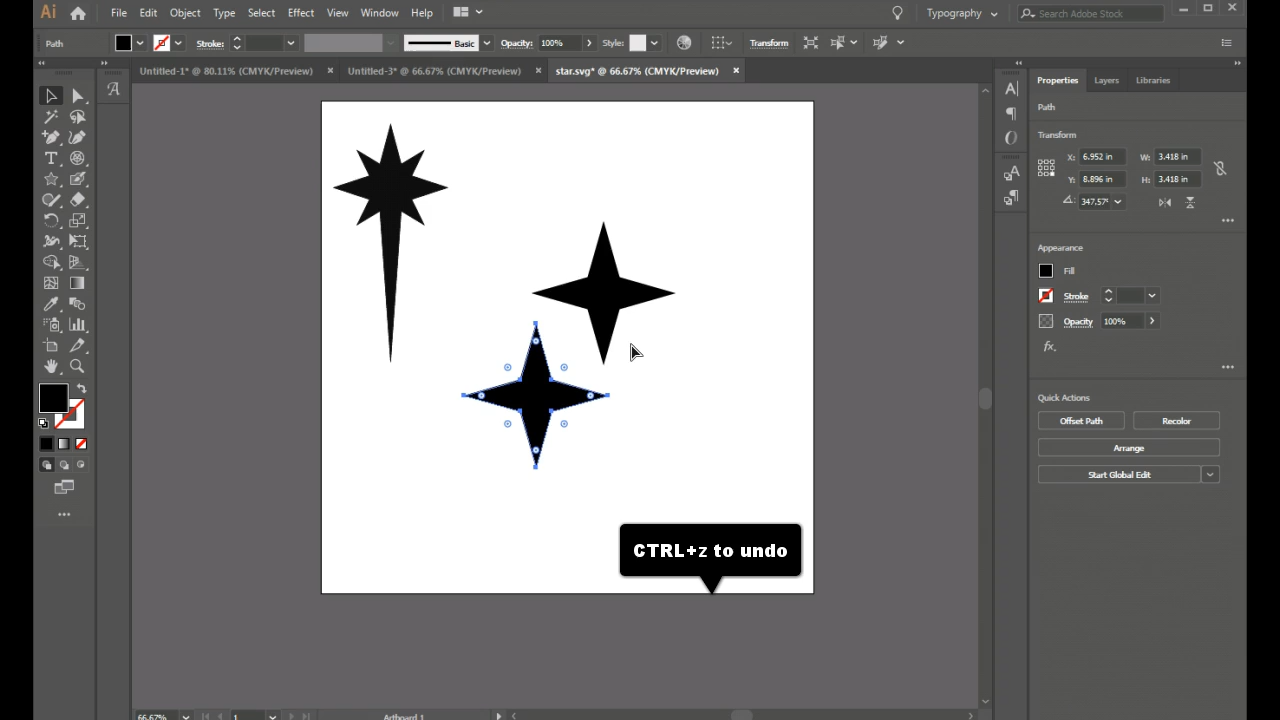 Ai File Edit Object Type Select Effect View Window Help Typography Search Adobe Stock
Path Stroke: Basic Opacity: 100% Style: Transform
Untitled-1* @ 80.11% (CMYK/Preview) Untitled-3* @ 66.67% (CMYK/Preview) star.svg* @ 66.67% (CMYK/Preview)
Properties Layers Libraries
Path
Transform
X: 6.952 in W: 3.418 in
Y: 8.896 in H: 3.418 in
347.57°
Appearance
Fill
Stroke
Opacity 100%
fx.
Quick Actions
Offset Path Recolor
Arrange
Start Global Edit
CTRL+z to undo
66.67% 1 Artboard 1